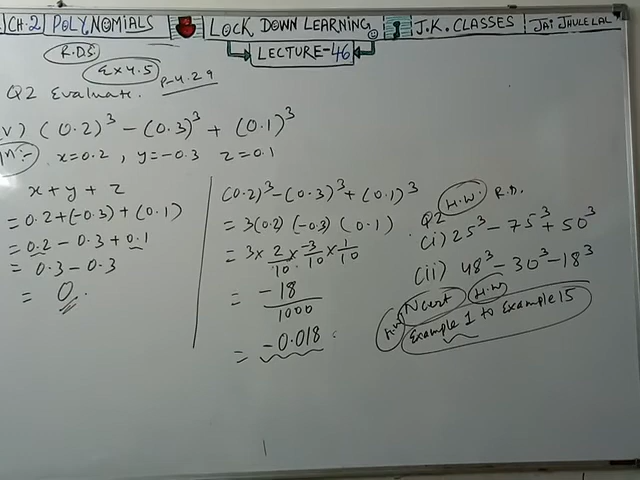 CH.2 POLYNOMIALS LOCK DOWN LEARNING J.K. CLASSES JAI JHULELAL
LECTURE-46
R.D.S
Ex 4.5 P-4.29
Q2 Evaluate.
(V) (0.2)³ - (0.3)³ + (0.1)³
x=0.2, y=-0.3 z=0.1
x + y + z
= 0.2+(-0.3) + (0.1)
= 0.2 - 0.3 + 0.1
= 0.3 - 0.3
= 0.
(0.2)³ - (0.3)³ + (0.1)³
= 3(0.2) (-0.3) (0.1)
= 3 × 2/10 × -3/10 × 1/10
= -18/1000
= -0.018
H.W. R.D.
Q2
(i) 25³ - 75³ + 50³
(ii) 48³ - 30³ - 18³
Ncert H.W
H.W Example 1 to Example 15